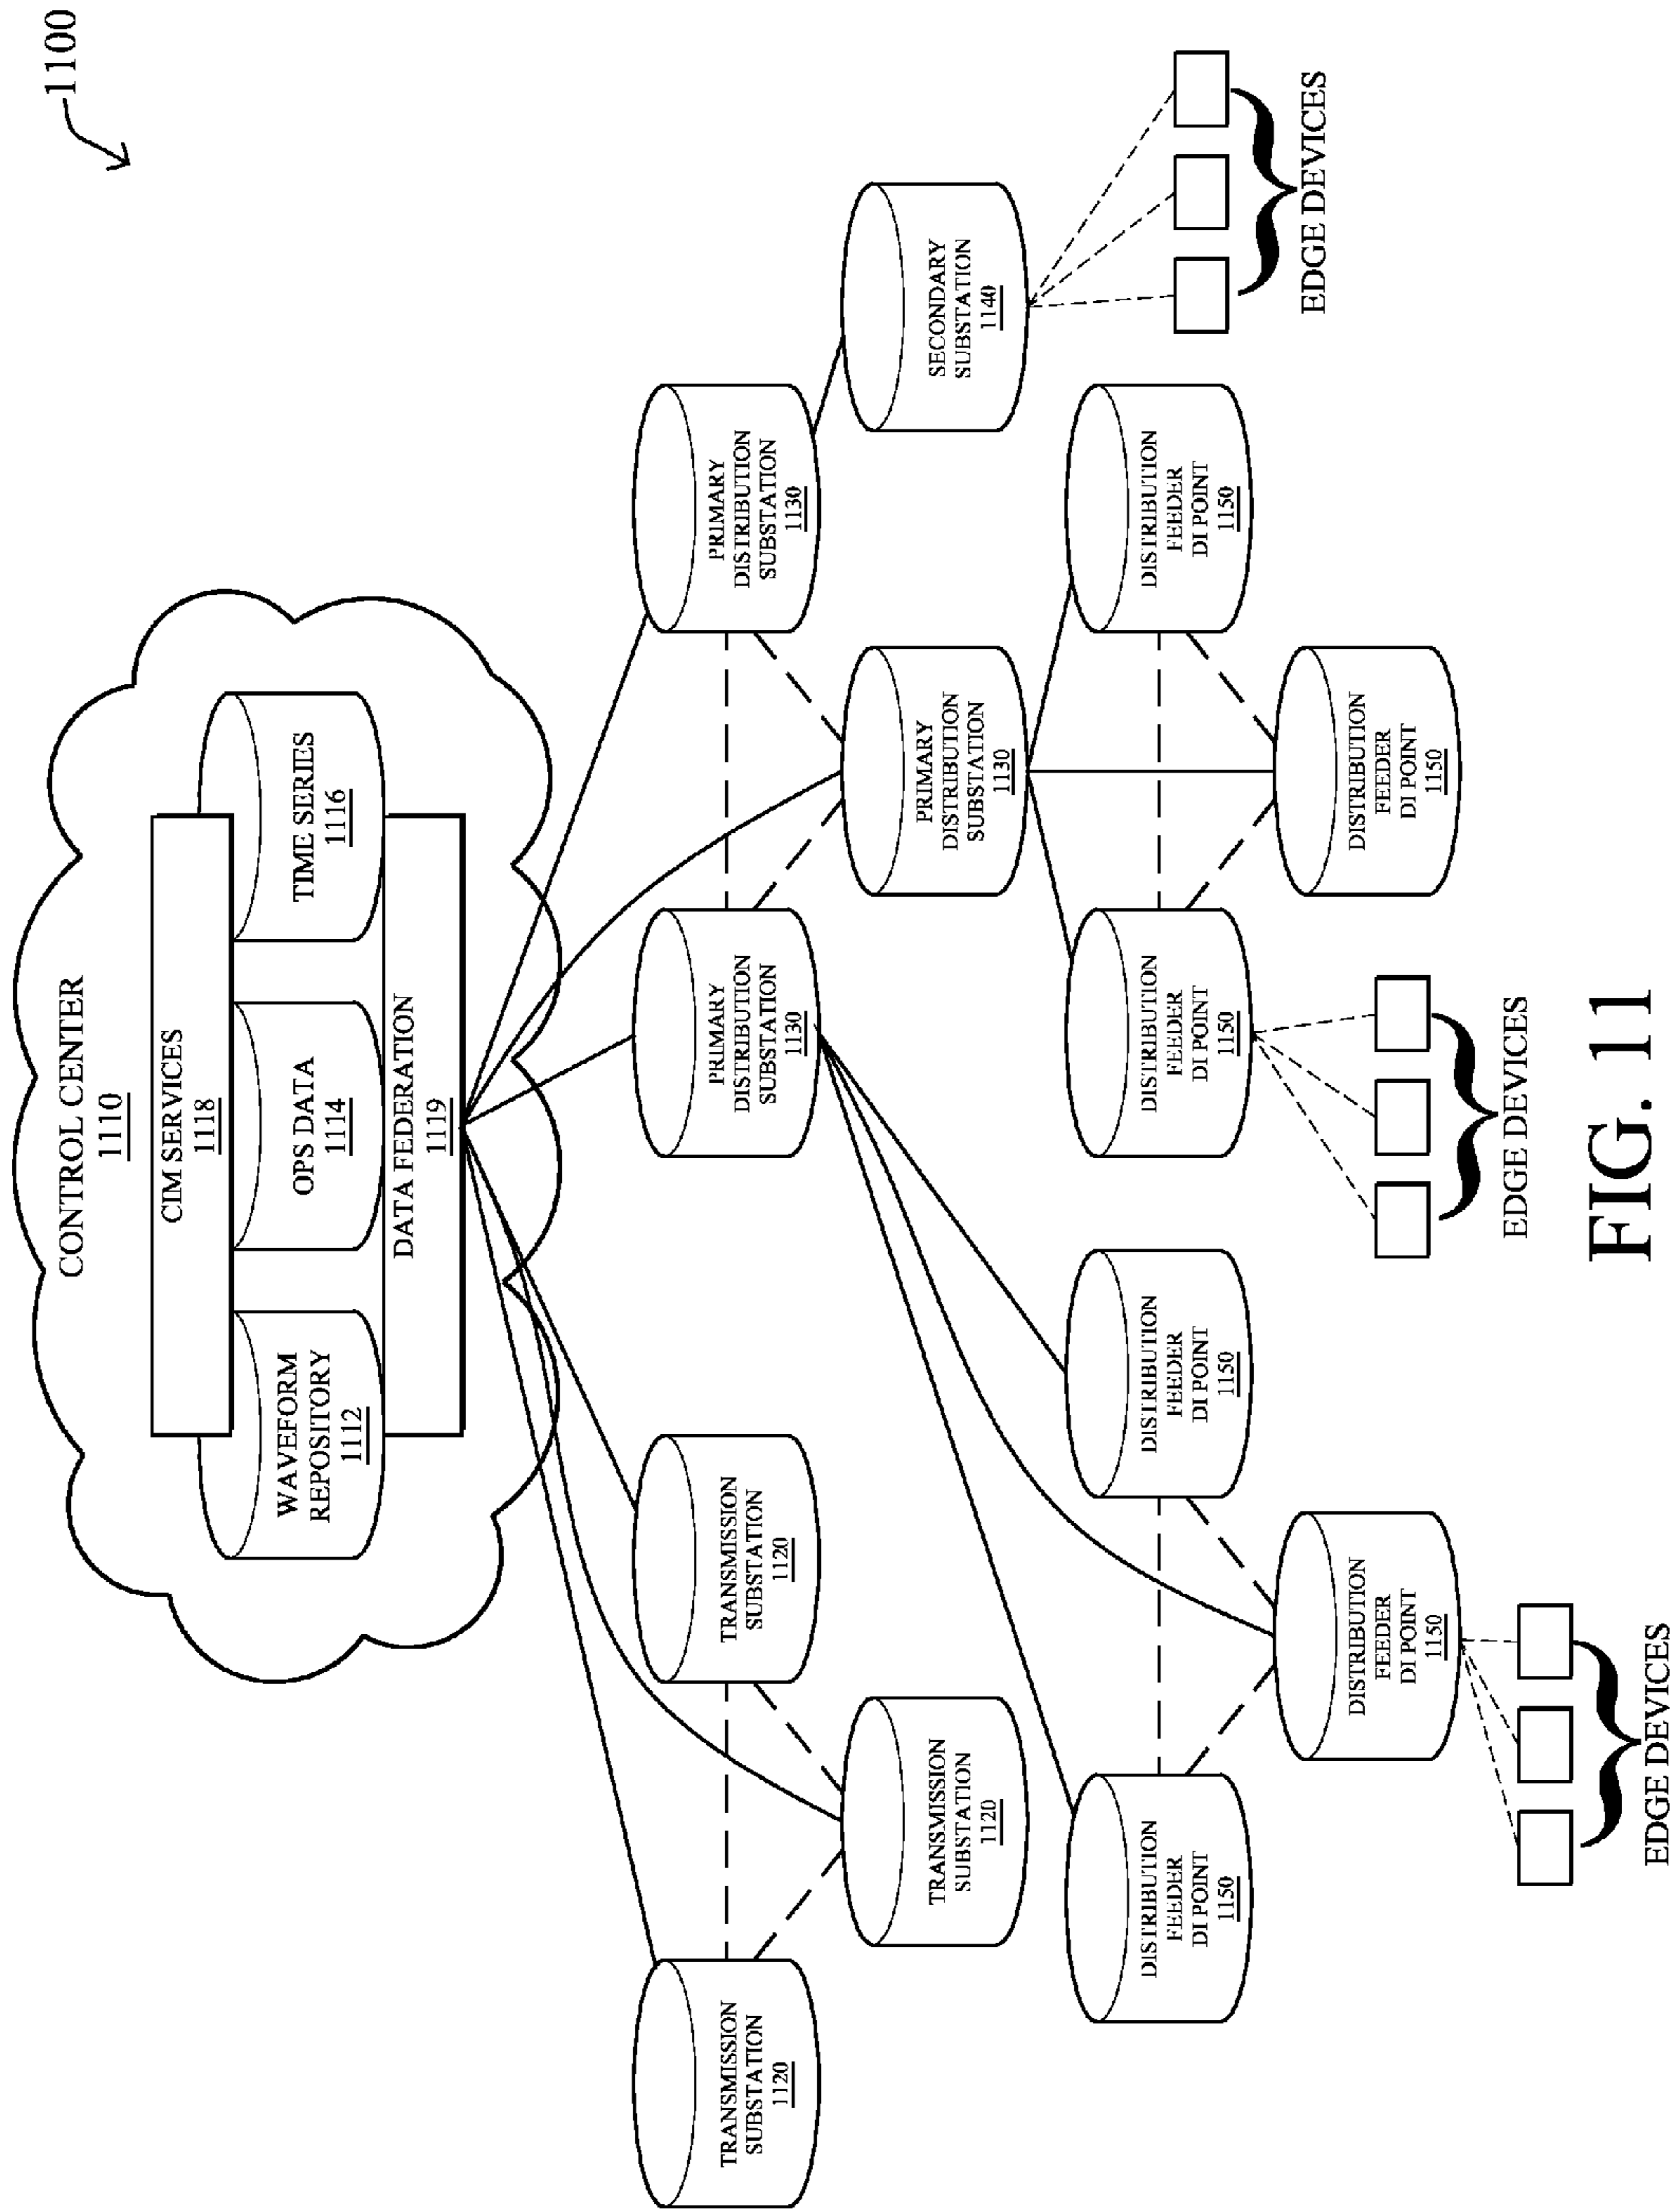 1100
CONTROL CENTER
1110
CIM SERVICES
1118
WAVEFORM
REPOSITORY
1112
OPS DATA
1114
TIME SERIES
1116
DATA FEDERATION
1119
TRANSMISSION
SUBSTATION
1120
TRANSMISSION
SUBSTATION
1120
PRIMARY
DISTRIBUTION
SUBSTATION
1130
PRIMARY
DISTRIBUTION
SUBSTATION
1130
TRANSMISSION
SUBSTATION
1120
PRIMARY
DISTRIBUTION
SUBSTATION
1130
SECONDARY
SUBSTATION
1140
DISTRIBUTION
FEEDER
DI POINT
1150
DISTRIBUTION
FEEDER
DI POINT
1150
DISTRIBUTION
FEEDER
DI POINT
1150
DISTRIBUTION
FEEDER
DI POINT
1150
EDGE DEVICES
DISTRIBUTION
FEEDER
DI POINT
1150
DISTRIBUTION
FEEDER
DI POINT
1150
EDGE DEVICES
EDGE DEVICES
FIG. 11